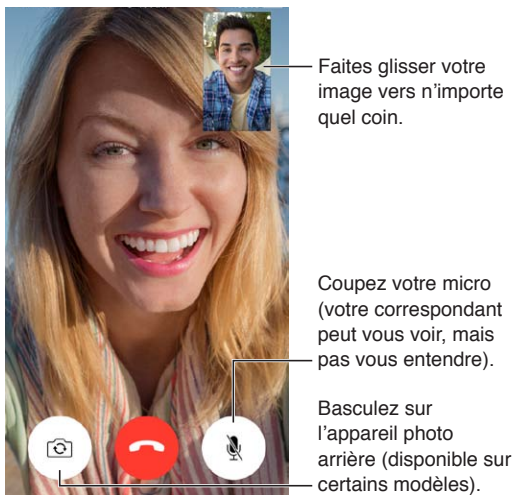 Faites glisser votre
image vers n’importe
quel coin.
Coupez votre micro
(votre correspondant
peut vous voir, mais
pas vous entendre).
Basculez sur
l’appareil photo
arrière (disponible sur
certains modèles).